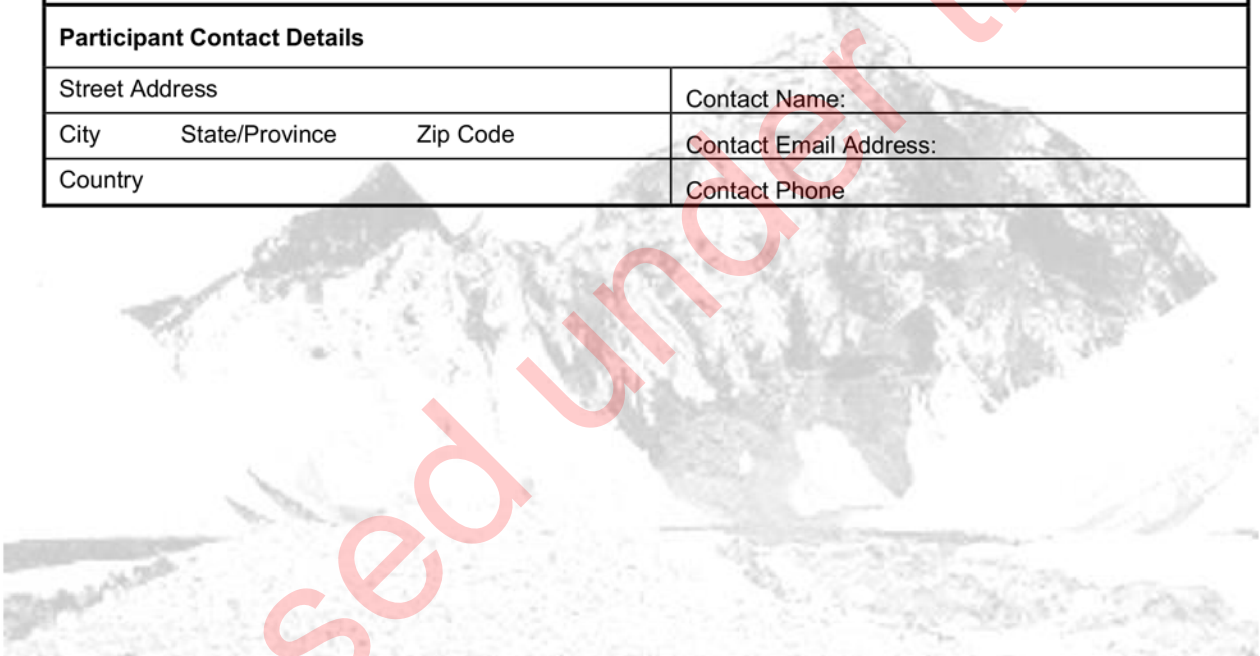 Participant Contact Details
Street Address
Contact Name:
City State/Province Zip Code
Contact Email Address:
Country
Contact Phone
sed under